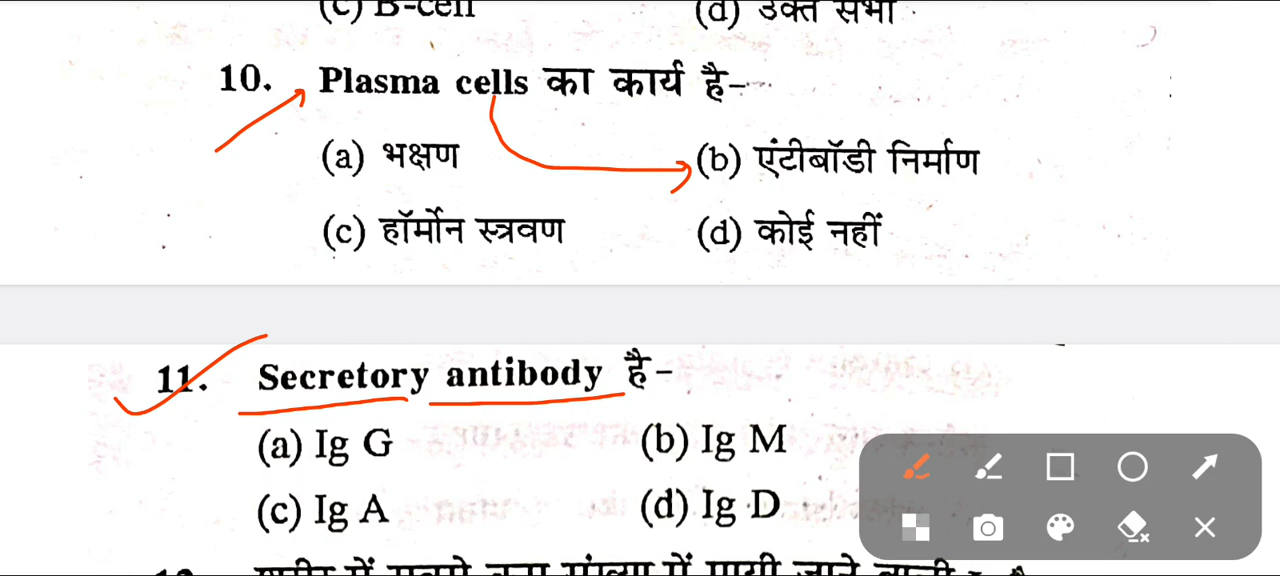 (c) B-cell (d) उक्त सभी
10. Plasma cells का कार्य है-
(a) भक्षण (b) एंटीबॉडी निर्माण
(c) हॉर्मोन स्त्रवण (d) कोई नहीं
11. Secretory antibody है-
(a) Ig G (b) Ig M
(c) Ig A (d) Ig D